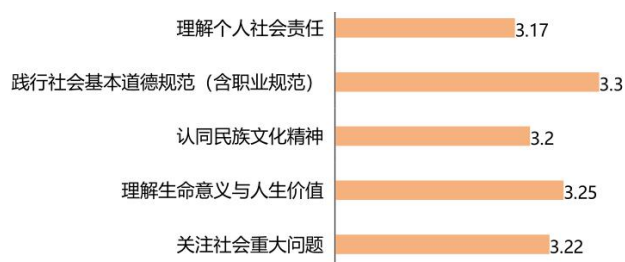 理解个人社会责任 3.17
践行社会基本道德规范（含职业规范） 3.3
认同民族文化精神 3.2
理解生命意义与人生价值 3.25
关注社会重大问题 3.22